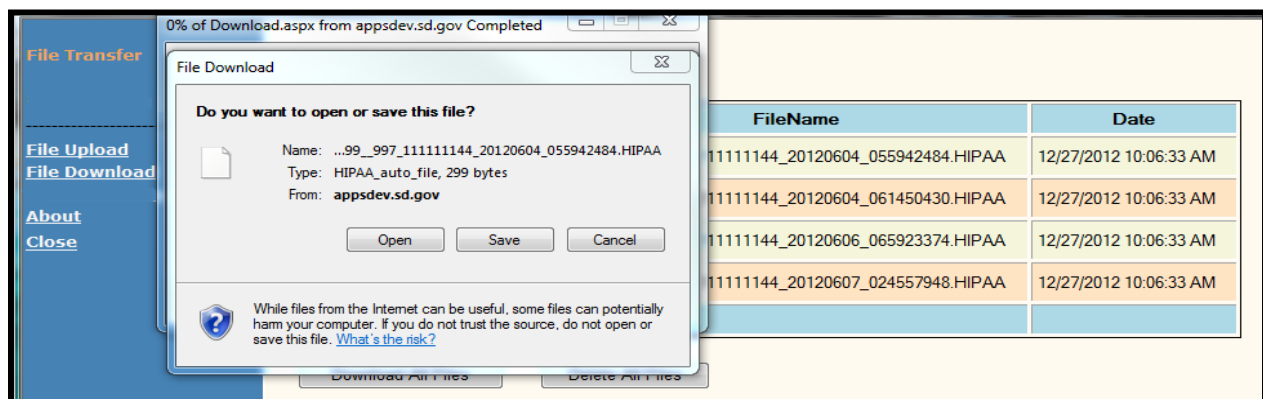 0% of Download.aspx from appsdev.sd.gov Completed
File Transfer
File Download
Do you want to open or save this file?
Name: ...99__997_111111144_20120604_055942484.HIPAA
Type: HIPAA_auto_file, 299 bytes
From: appsdev.sd.gov
Open Save Cancel
While files from the Internet can be useful, some files can potentially
harm your computer. If you do not trust the source, do not open or
save this file. What's the risk?
File Upload
File Download
About
Close
FileName Date
11111144_20120604_055942484.HIPAA 12/27/2012 10:06:33 AM
11111144_20120604_061450430.HIPAA 12/27/2012 10:06:33 AM
11111144_20120606_065923374.HIPAA 12/27/2012 10:06:33 AM
11111144_20120607_024557948.HIPAA 12/27/2012 10:06:33 AM
Download All Files Delete All Files